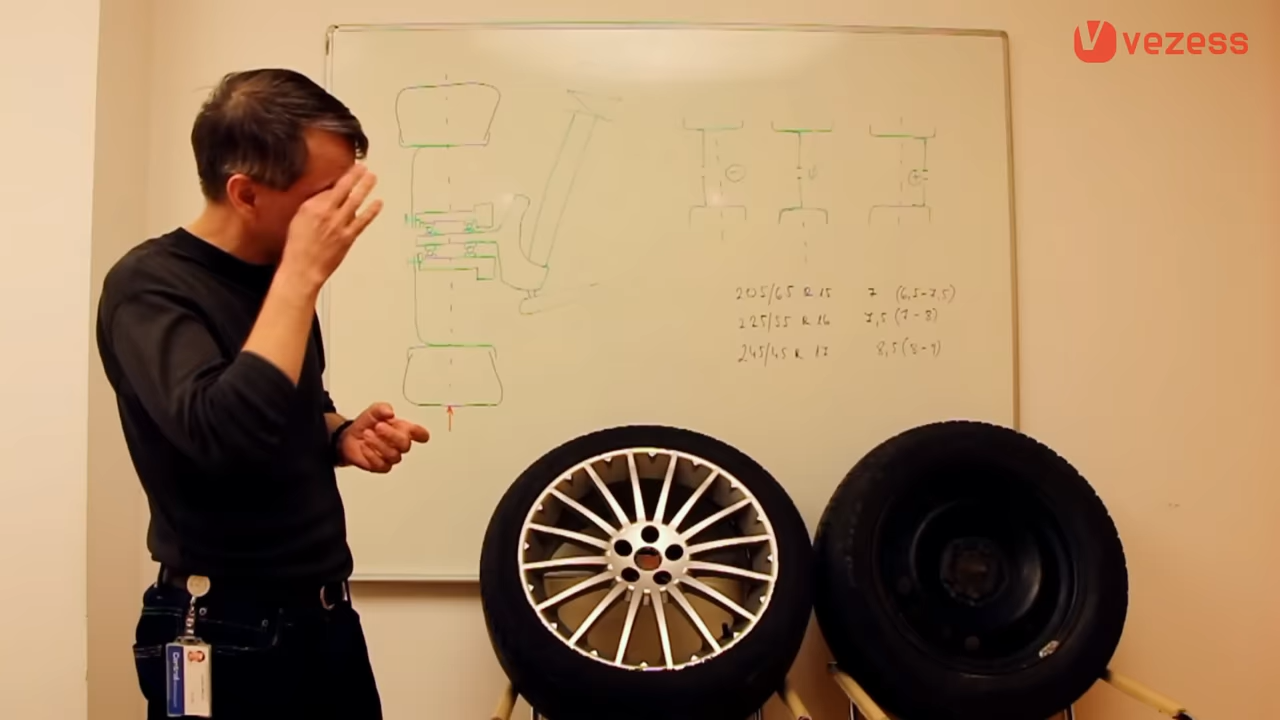 vezess
205/65 R 15 7 (6,5-7,5)
225/55 R 16 7,5 (7-8)
245/45 R 17 8,5 (8-9)
Control